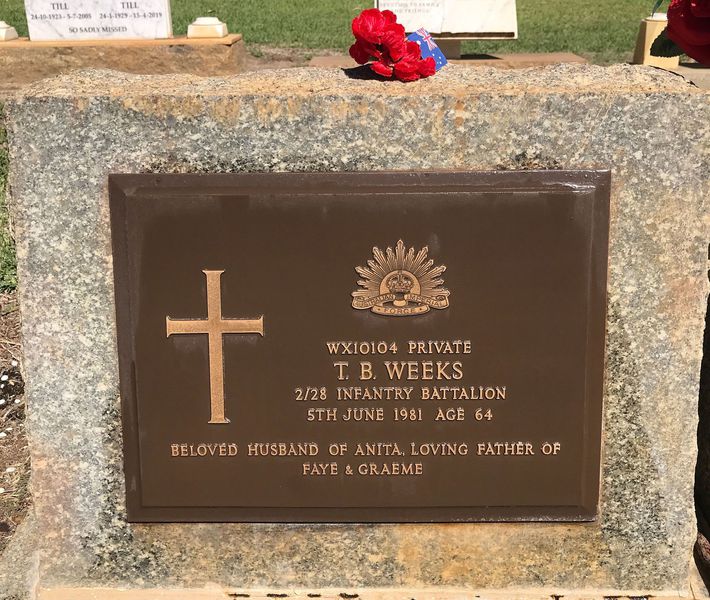 TILL TILL
24-10-1923 - 5-7-2005 24-1-1929 - 13-4-2019
SO SADLY MISSED
AUSTRALIAN IMPERIAL
FORCE
WX10104 PRIVATE
T. B. WEEKS
2/28 INFANTRY BATTALION
5TH JUNE 1981 AGE 64
BELOVED HUSBAND OF ANITA, LOVING FATHER OF
FAYE & GRAEME